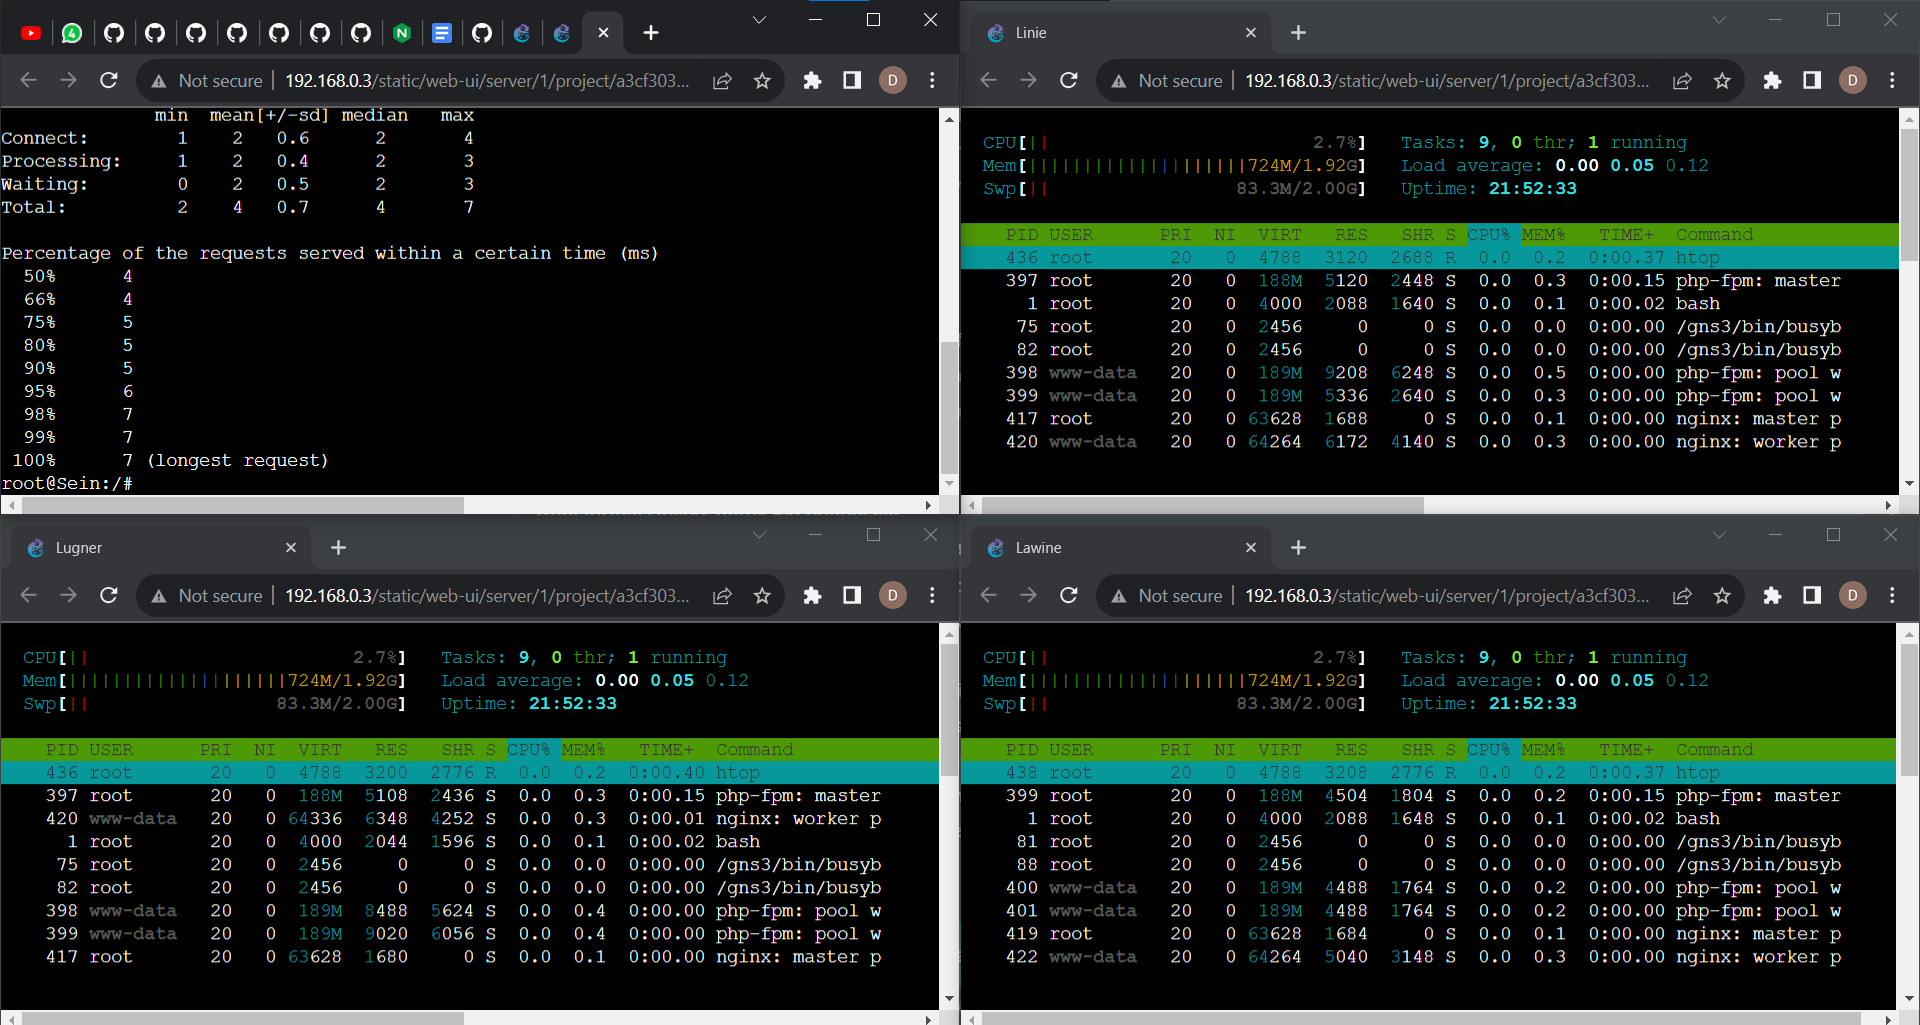 Not secure | 192.168.0.3/static/web-ui/server/1/project/a3cf303...
D
min mean[+/-sd] median max
Connect: 1 2 0.6 2 4
Processing: 1 2 0.4 2 3
Waiting: 0 2 0.5 2 3
Total: 2 4 0.7 4 7
Percentage of the requests served within a certain time (ms)
50% 4
66% 4
75% 5
80% 5
90% 5
95% 6
98% 7
99% 7
100% 7 (longest request)
root@Sein:/#
Linie
Not secure | 192.168.0.3/static/web-ui/server/1/project/a3cf303...
D
CPU[|| 2.7%] Tasks: 9, 0 thr; 1 running
Mem[||||||||||||||||||||724M/1.92G] Load average: 0.00 0.05 0.12
Swp[|| 83.3M/2.00G] Uptime: 21:52:33
PID USER PRI NI VIRT RES SHR S CPU% MEM% TIME+ Command
436 root 20 0 4788 3120 2688 R 0.0 0.2 0:00.37 htop
397 root 20 0 188M 5120 2448 S 0.0 0.3 0:00.15 php-fpm: master
1 root 20 0 4000 2088 1640 S 0.0 0.1 0:00.02 bash
75 root 20 0 2456 0 0 S 0.0 0.0 0:00.00 /gns3/bin/busyb
82 root 20 0 2456 0 0 S 0.0 0.0 0:00.00 /gns3/bin/busyb
398 www-data 20 0 189M 9208 6248 S 0.0 0.5 0:00.00 php-fpm: pool w
399 www-data 20 0 189M 5336 2640 S 0.0 0.3 0:00.00 php-fpm: pool w
417 root 20 0 63628 1688 0 S 0.0 0.1 0:00.00 nginx: master p
420 www-data 20 0 64264 6172 4140 S 0.0 0.3 0:00.00 nginx: worker p
Lugner
Not secure | 192.168.0.3/static/web-ui/server/1/project/a3cf303...
D
CPU[|| 2.7%] Tasks: 9, 0 thr; 1 running
Mem[||||||||||||||||||||724M/1.92G] Load average: 0.00 0.05 0.12
Swp[|| 83.3M/2.00G] Uptime: 21:52:33
PID USER PRI NI VIRT RES SHR S CPU% MEM% TIME+ Command
436 root 20 0 4788 3200 2776 R 0.0 0.2 0:00.40 htop
397 root 20 0 188M 5108 2436 S 0.0 0.3 0:00.15 php-fpm: master
420 www-data 20 0 64336 6348 4252 S 0.0 0.3 0:00.01 nginx: worker p
1 root 20 0 4000 2044 1596 S 0.0 0.1 0:00.02 bash
75 root 20 0 2456 0 0 S 0.0 0.0 0:00.00 /gns3/bin/busyb
82 root 20 0 2456 0 0 S 0.0 0.0 0:00.00 /gns3/bin/busyb
398 www-data 20 0 189M 8488 5624 S 0.0 0.4 0:00.00 php-fpm: pool w
399 www-data 20 0 189M 9020 6056 S 0.0 0.4 0:00.00 php-fpm: pool w
417 root 20 0 63628 1680 0 S 0.0 0.1 0:00.00 nginx: master p
Lawine
Not secure | 192.168.0.3/static/web-ui/server/1/project/a3cf303...
D
CPU[|| 2.7%] Tasks: 9, 0 thr; 1 running
Mem[||||||||||||||||||||724M/1.92G] Load average: 0.00 0.05 0.12
Swp[|| 83.3M/2.00G] Uptime: 21:52:33
PID USER PRI NI VIRT RES SHR S CPU% MEM% TIME+ Command
438 root 20 0 4788 3208 2776 R 0.0 0.2 0:00.37 htop
399 root 20 0 188M 4504 1804 S 0.0 0.2 0:00.15 php-fpm: master
1 root 20 0 4000 2088 1648 S 0.0 0.1 0:00.02 bash
81 root 20 0 2456 0 0 S 0.0 0.0 0:00.00 /gns3/bin/busyb
88 root 20 0 2456 0 0 S 0.0 0.0 0:00.00 /gns3/bin/busyb
400 www-data 20 0 189M 4488 1764 S 0.0 0.2 0:00.00 php-fpm: pool w
401 www-data 20 0 189M 4488 1764 S 0.0 0.2 0:00.00 php-fpm: pool w
419 root 20 0 63628 1684 0 S 0.0 0.1 0:00.00 nginx: master p
422 www-data 20 0 64264 5040 3148 S 0.0 0.3 0:00.00 nginx: worker p